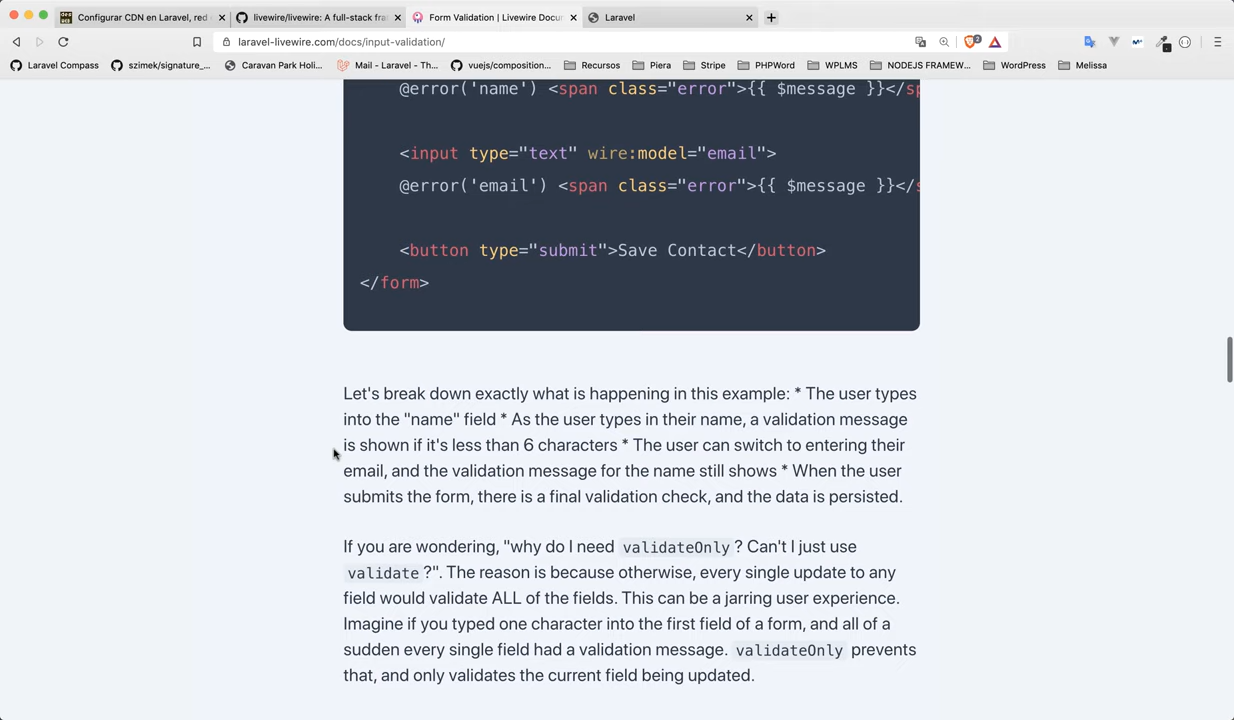 Configurar CDN en Laravel, red
livewire/livewire: A full-stack fra
Form Validation | Livewire Docu
Laravel
laravel-livewire.com/docs/input-validation/
2
Laravel Compass
szimek/signature_...
Caravan Park Holi...
Mail - Laravel - Th...
vuejs/composition...
Recursos
Piera
Stripe
PHPWord
WPLMS
NODEJS FRAMEW...
WordPress
Melissa
@error('name') <span class="error">{{ $message }}</sp
<input type="text" wire:model="email">
@error('email') <span class="error">{{ $message }}</s
<button type="submit">Save Contact</button>
</form>
Let's break down exactly what is happening in this example: * The user types
into the "name" field * As the user types in their name, a validation message
is shown if it's less than 6 characters * The user can switch to entering their
email, and the validation message for the name still shows * When the user
submits the form, there is a final validation check, and the data is persisted.
If you are wondering, "why do I need validateOnly ? Can't I just use
validate ?". The reason is because otherwise, every single update to any
field would validate ALL of the fields. This can be a jarring user experience.
Imagine if you typed one character into the first field of a form, and all of a
sudden every single field had a validation message. validateOnly prevents
that, and only validates the current field being updated.